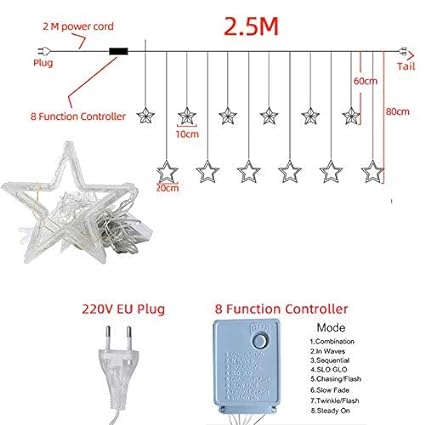 2 M power cord
2.5M
Plug
Tail
60cm
80cm
8 Function Controller
10cm
20cm
220V EU Plug
8 Function Controller
Mode
1.Combination
2.In Waves
3.Sequential
4.SLO GLO
5.Chasing/Flash
6.Slow Fade
7.Twinkle/Flash
8.Steady On